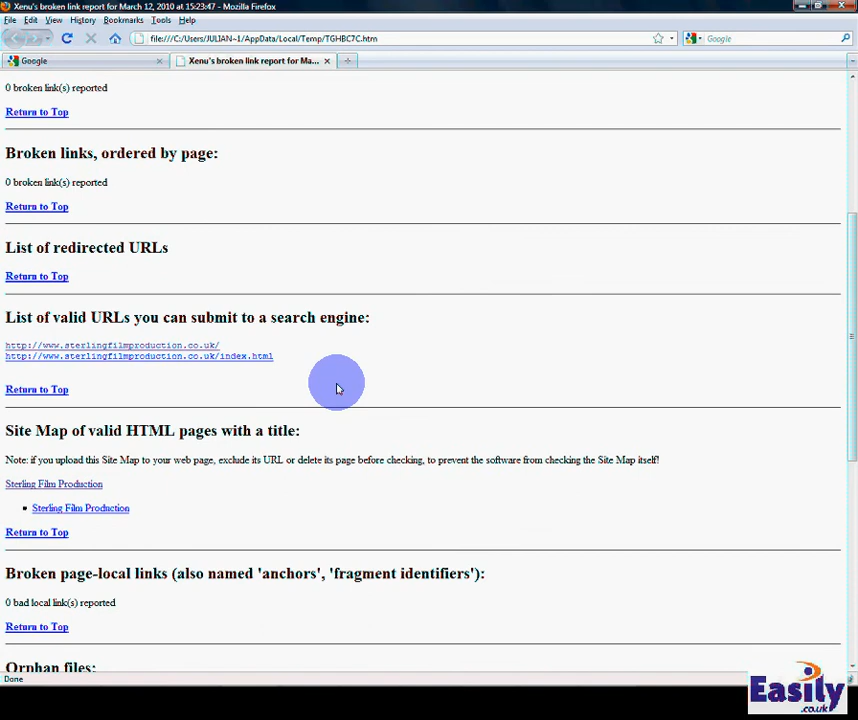 Xenu's broken link report for March 12, 2010 at 15:23:47 - Mozilla Firefox
File Edit View History Bookmarks Tools Help
file:///C:/Users/JULIAN~1/AppData/Local/Temp/TGHBC7C.htm
Google
Google
Xenu's broken link report for Ma...
0 broken link(s) reported
Return to Top
Broken links, ordered by page:
0 broken link(s) reported
Return to Top
List of redirected URLs
Return to Top
List of valid URLs you can submit to a search engine:
http://www.sterlingfilmproduction.co.uk/
http://www.sterlingfilmproduction.co.uk/index.html
Return to Top
Site Map of valid HTML pages with a title:
Note: if you upload this Site Map to your web page, exclude its URL or delete its page before checking, to prevent the software from checking the Site Map itself!
Sterling Film Production
Sterling Film Production
Return to Top
Broken page-local links (also named 'anchors', 'fragment identifiers'):
0 bad local link(s) reported
Return to Top
Orphan files:
Done
Easily
.co.uk